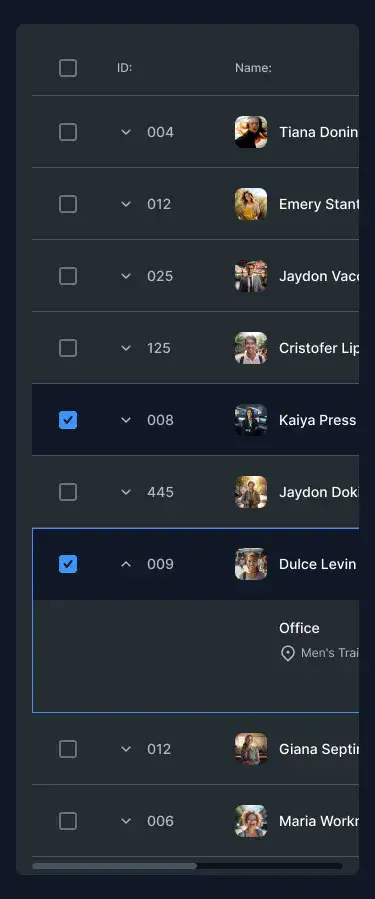 ID: Name:
004 Tiana Donin
012 Emery Stant
025 Jaydon Vacc
125 Cristofer Lip
008 Kaiya Press
445 Jaydon Doki
009 Dulce Levin
Office
Men's Trai
012 Giana Septi
006 Maria Workr